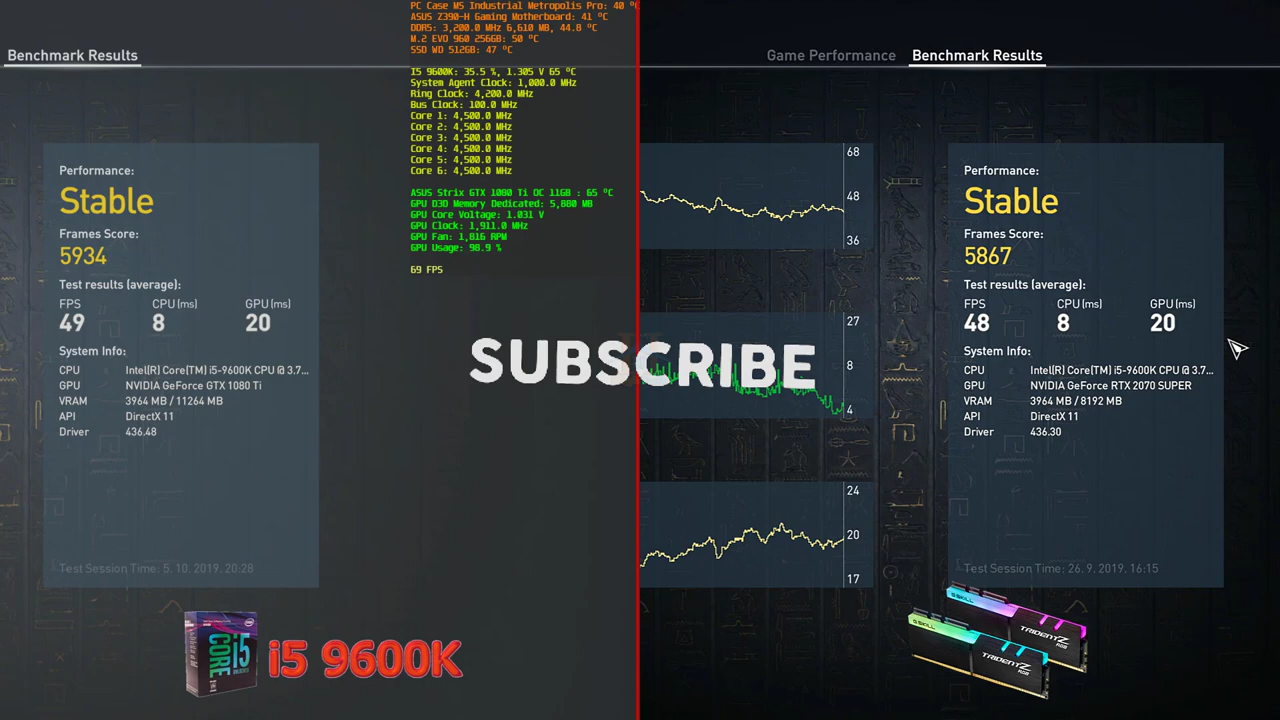 PC Case MS Industrial Metropolis Pro: 40 °C
ASUS Z390-H Gaming Motherboard: 41 °C
DDR5: 3,200.0 MHz 6,610 MB, 44.8 °C
M.2 EVO 960 256GB: 50 °C
SSD WD 512GB: 47 °C
I5 9600K: 35.5 %, 1.305 V 65 °C
System Agent Clock: 1,000.0 MHz
Ring Clock: 4,200.0 MHz
Bus Clock: 100.0 MHz
Core 1: 4,500.0 MHz
Core 2: 4,500.0 MHz
Core 3: 4,500.0 MHz
Core 4: 4,500.0 MHz
Core 5: 4,500.0 MHz
Core 6: 4,500.0 MHz
ASUS Strix GTX 1080 Ti OC 11GB : 65 °C
GPU D3D Memory Dedicated: 5,880 MB
GPU Core Voltage: 1.031 V
GPU Clock: 1,911.0 MHz
GPU Fan: 1,816 RPM
GPU Usage: 98.9 %
69 FPS
Benchmark Results
Performance:
Stable
Frames Score:
5934
Test results (average):
FPS CPU (ms) GPU (ms)
49 8 20
System Info:
CPU Intel(R) Core(TM) i5-9600K CPU @ 3.7...
GPU NVIDIA GeForce GTX 1080 Ti
VRAM 3964 MB / 11264 MB
API DirectX 11
Driver 436.48
Test Session Time: 5. 10. 2019. 20:28
CORE i5
i5 9600K
SUBSCRIBE
Game Performance Benchmark Results
68
48
36
27
8
4
24
20
17
Performance:
Stable
Frames Score:
5867
Test results (average):
FPS CPU (ms) GPU (ms)
48 8 20
System Info:
CPU Intel(R) Core(TM) i5-9600K CPU @ 3.7...
GPU NVIDIA GeForce RTX 2070 SUPER
VRAM 3964 MB / 8192 MB
API DirectX 11
Driver 436.30
Test Session Time: 26. 9. 2019. 16:15
G.SKILL
TRIDENT Z
RGB
G.SKILL
TRIDENT Z
RGB